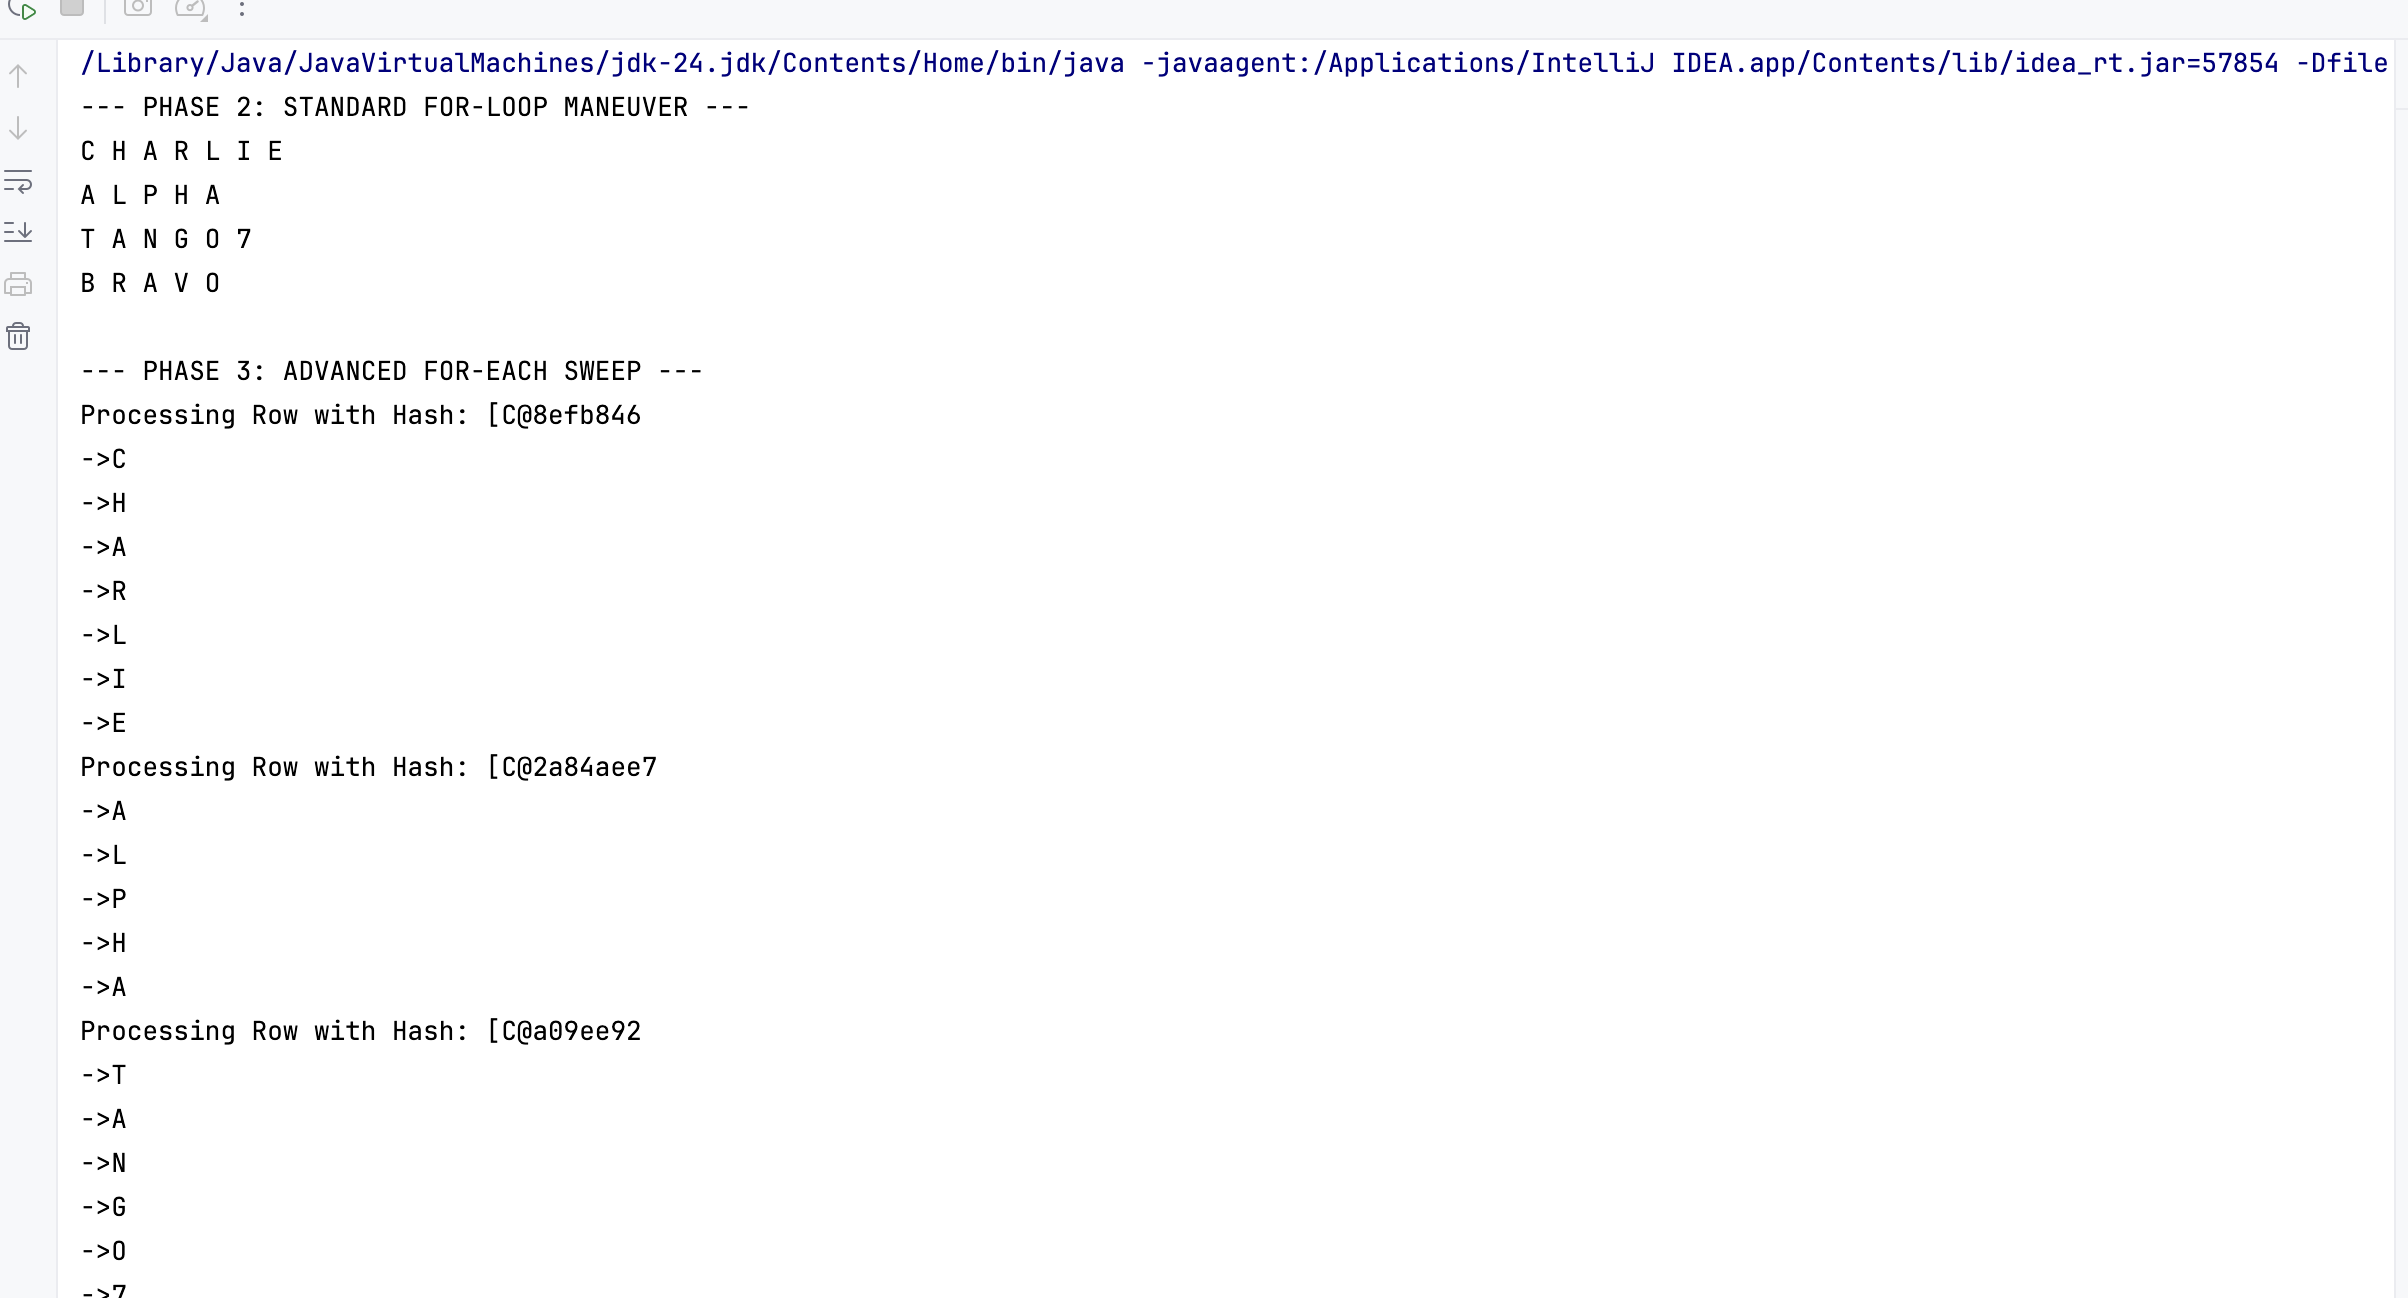 /Library/Java/JavaVirtualMachines/jdk-24.jdk/Contents/Home/bin/java -javaagent:/Applications/IntelliJ IDEA.app/Contents/lib/idea_rt.jar=57854 -Dfile
--- PHASE 2: STANDARD FOR-LOOP MANEUVER ---
C H A R L I E
A L P H A
T A N G O 7
B R A V O
--- PHASE 3: ADVANCED FOR-EACH SWEEP ---
Processing Row with Hash: [C@8efb846
->C
->H
->A
->R
->L
->I
->E
Processing Row with Hash: [C@2a84aee7
->A
->L
->P
->H
->A
Processing Row with Hash: [C@a09ee92
->T
->A
->N
->G
->O
->7